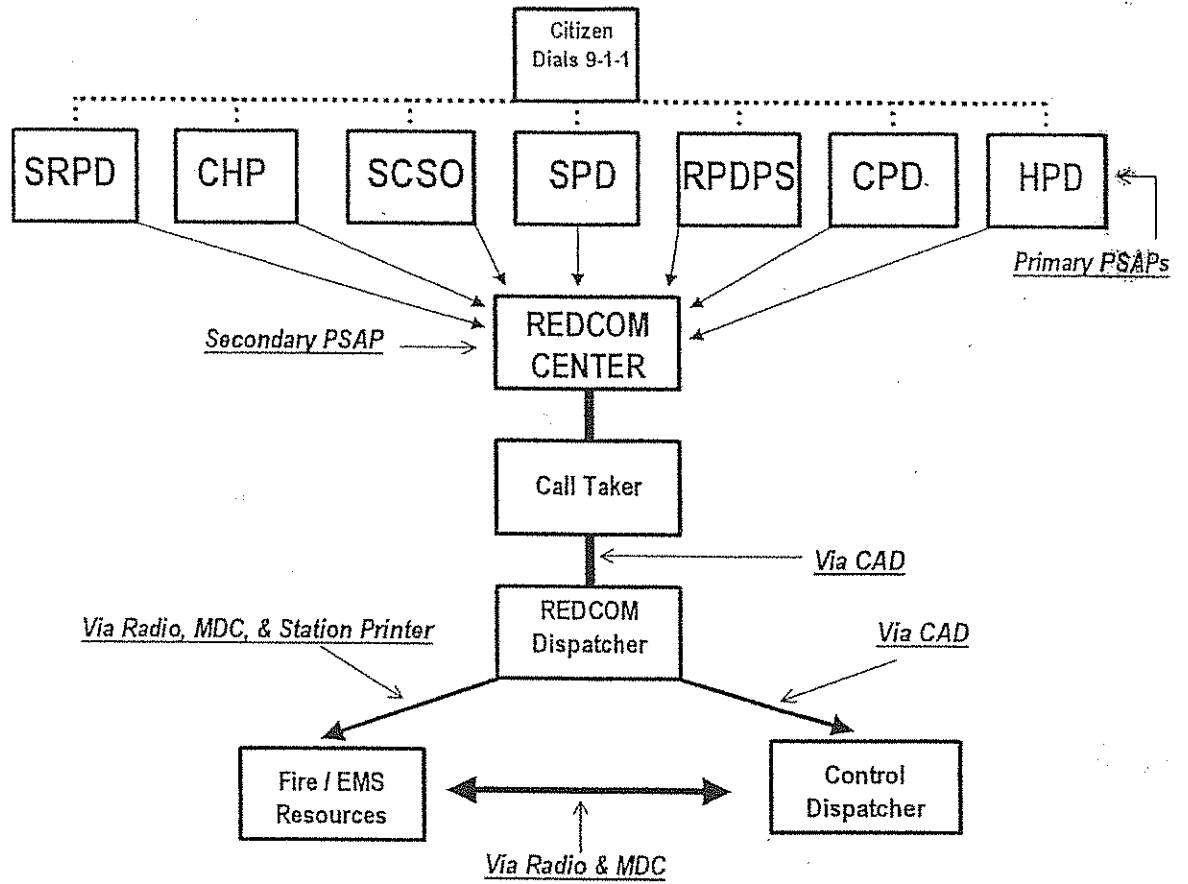 Citizen
Dials 9-1-1
SRPD
CHP
SCSO
SPD
RPDPS
CPD
HPD
Primary PSAPs
REDCOM
CENTER
Secondary PSAP
Call Taker
Via CAD
REDCOM
Dispatcher
Via Radio, MDC, & Station Printer
Via CAD
Fire / EMS
Resources
Control
Dispatcher
Via Radio & MDC